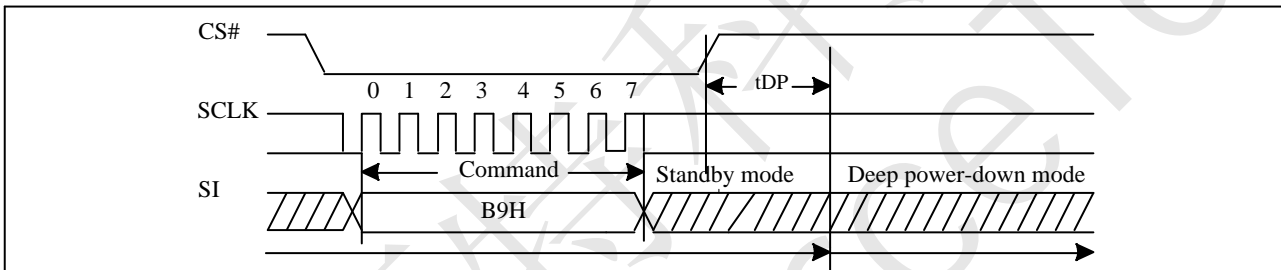 CS#
tDP
0 1 2 3 4 5 6 7
SCLK
Command
Standby mode
Deep power-down mode
SI
B9H